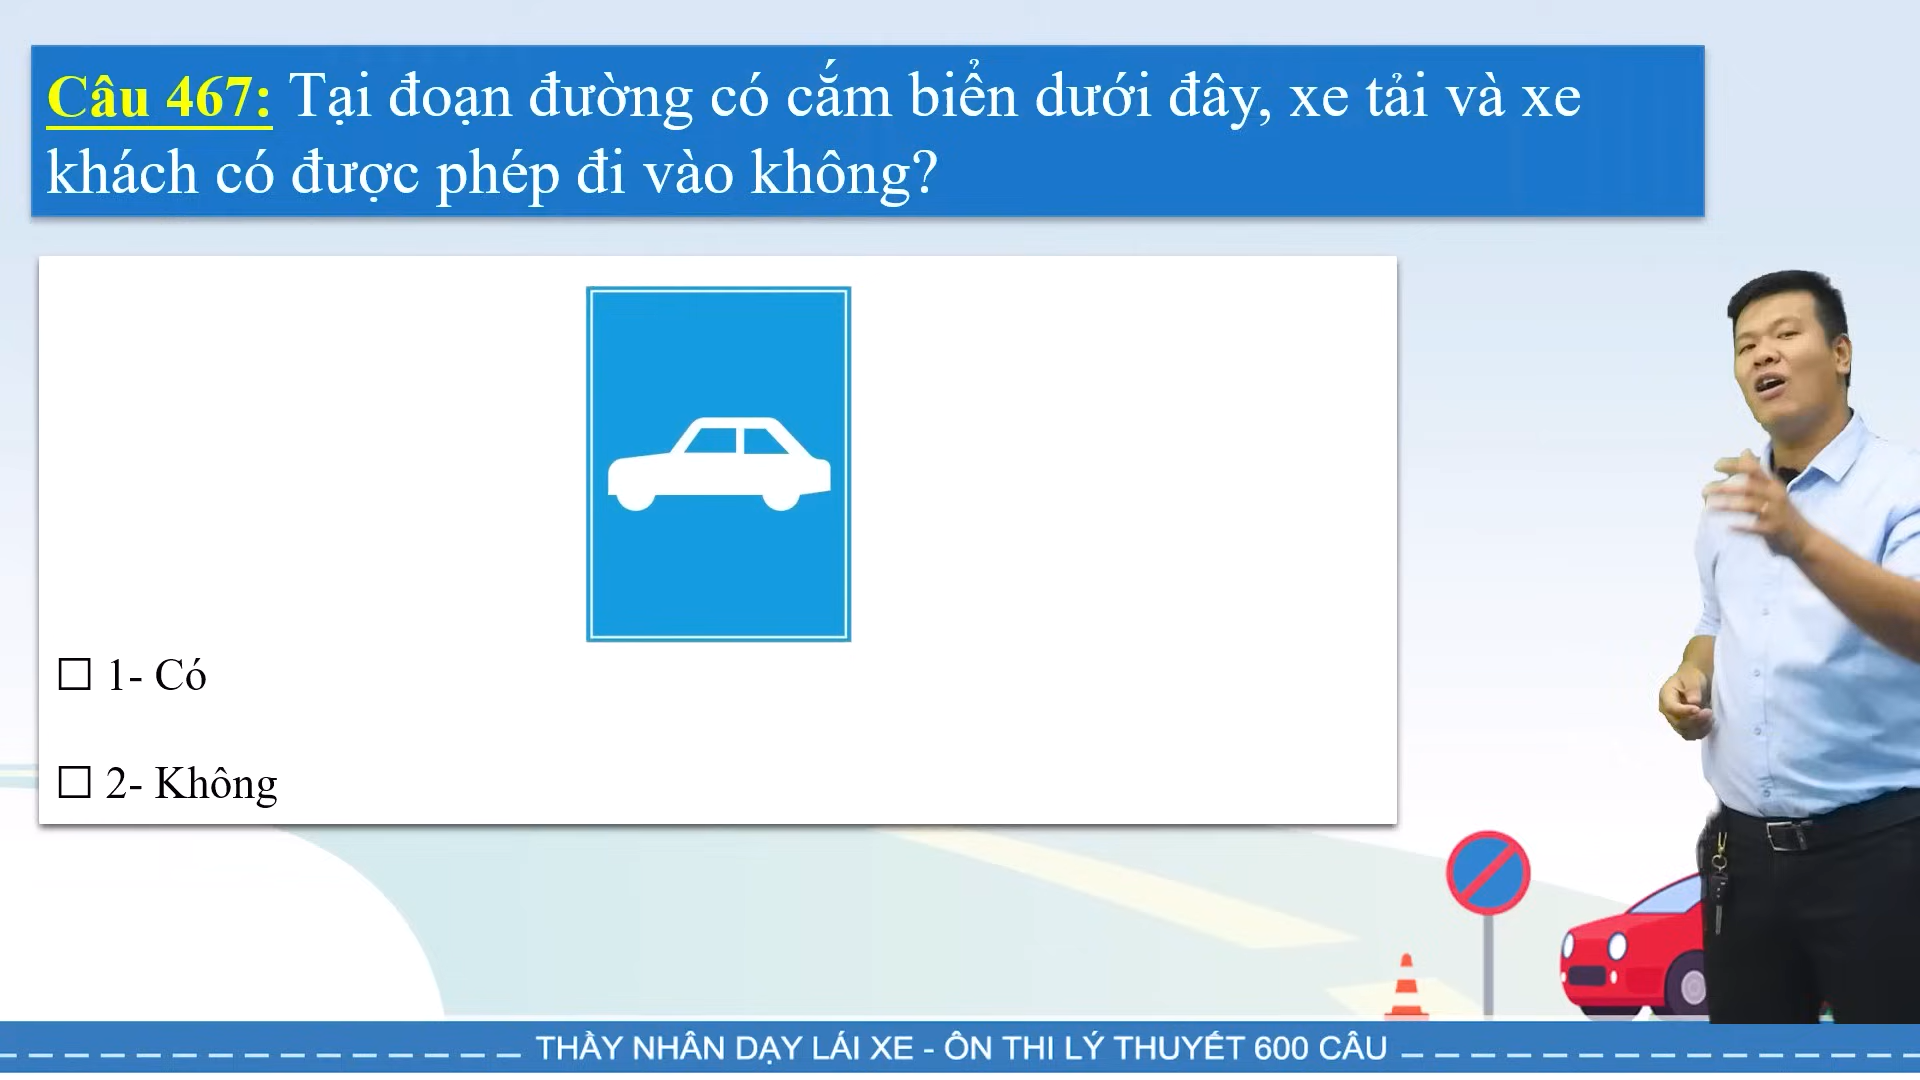 Câu 467: Tại đoạn đường có cắm biển dưới đây, xe tải và xe
khách có được phép đi vào không?
☐ 1- Có
☐ 2- Không
THẦY NHÂN DẠY LÁI XE - ÔN THI LÝ THUYẾT 600 CÂU